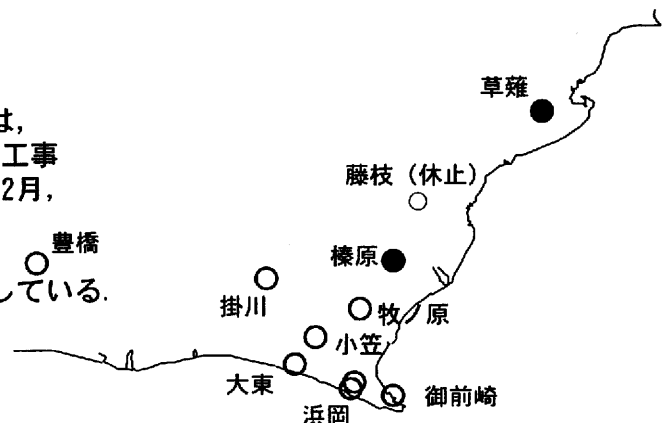 草薙
は,
工事
2月,
藤枝（休止）
豊橋
榛原
している.
掛川
牧ノ原
小笠
大東
御前崎
浜岡